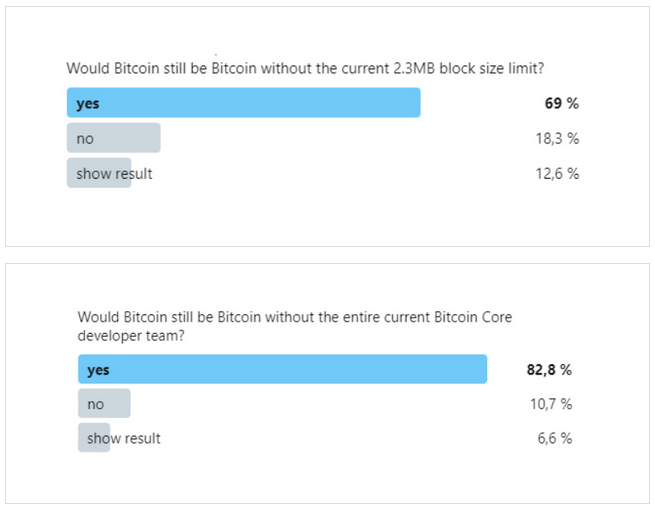 Would Bitcoin still be Bitcoin without the current 2.3MB block size limit?
yes 69 %
no 18,3 %
show result 12,6 %
Would Bitcoin still be Bitcoin without the entire current Bitcoin Core
developer team?
yes 82,8 %
no 10,7 %
show result 6,6 %